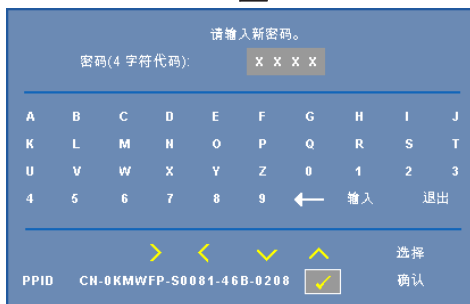 请输入新密码。
密码(4 字符代码): X X X X
A B C D E F G H I J
K L M N O P Q R S T
U V W X Y Z 0 1 2 3
4 5 6 7 8 9 ← 输入 退出
选择
PPID CN-0KMWFP-S0081-46B-0208 确认